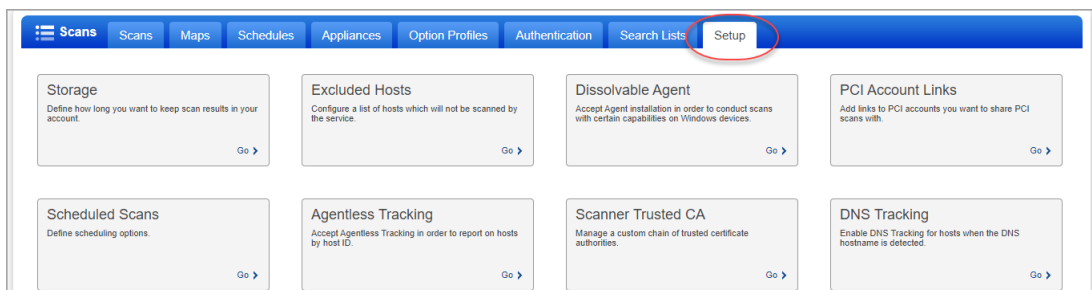 Scans Scans Maps Schedules Appliances Option Profiles Authentication Search Lists Setup
Storage
Define how long you want to keep scan results in your
account.
Go
Excluded Hosts
Configure a list of hosts which will not be scanned by
the service.
Go
Dissolvable Agent
Accept Agent installation in order to conduct scans
with certain capabilities on Windows devices.
Go
PCI Account Links
Add links to PCI accounts you want to share PCI
scans with.
Go
Scheduled Scans
Define scheduling options.
Go
Agentless Tracking
Accept Agentless Tracking in order to report on hosts
by host ID.
Go
Scanner Trusted CA
Manage a custom chain of trusted certificate
authorities.
Go
DNS Tracking
Enable DNS Tracking for hosts when the DNS
hostname is detected.
Go